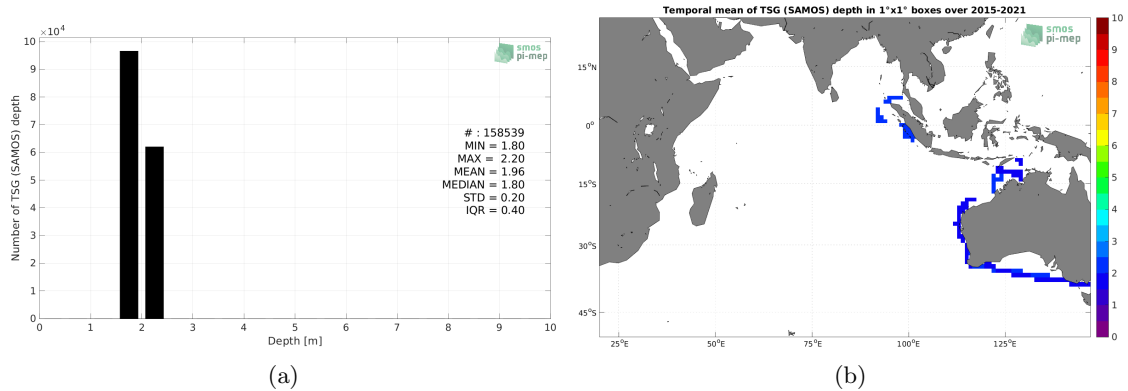 ×10⁴
10
9
8
7
6
5
4
3
2
1
0
Number of TSG (SAMOS) depth
smos
pi-mep
# : 158539
MIN = 1.80
MAX = 2.20
MEAN = 1.96
MEDIAN = 1.80
STD = 0.20
IQR = 0.40
0 1 2 3 4 5 6 7 8 9 10
Depth [m]
(a)
Temporal mean of TSG (SAMOS) depth in 1°x1° boxes over 2015-2021
smos
pi-mep
15°N
0°
15°S
30°S
45°S
25°E 50°E 75°E 100°E 125°E
10
9
8
7
6
5
4
3
2
1
0
(b)